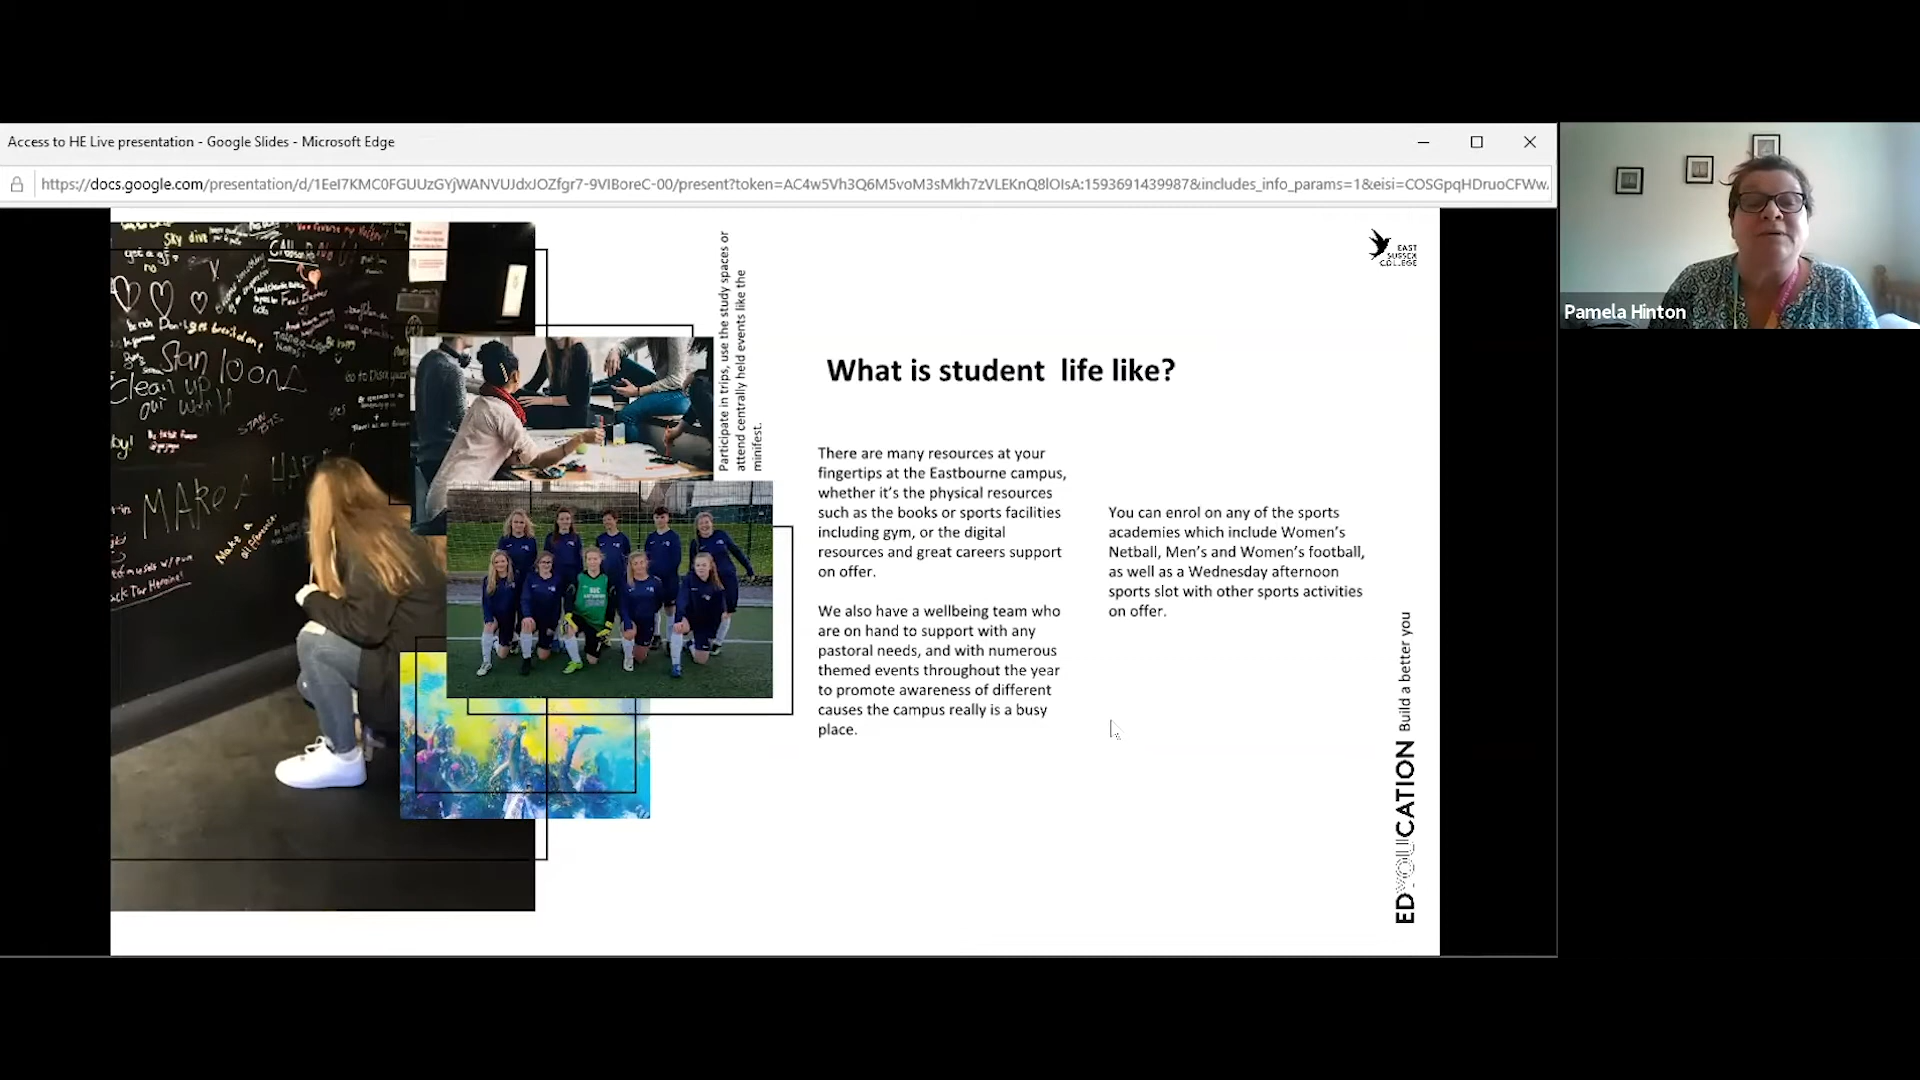 Access to HE Live presentation - Google Slides - Microsoft Edge
https://docs.google.com/presentation/d/1EeI7KMC0FGUUzGYjWANVUJdxJOZfgr7-9VIBoreC-00/present?token=AC4w5Vh3Q6M5voM3sMkh7zVLEKnQ8lOIsA:1593691439987&includes_info_params=1&eisi=COSGpqHDruoCFWw
Pamela Hinton
EAST
SUSSEX
COLLEGE
Participate in trips, use the study spaces or
attend centrally held events like the
minifest.
What is student life like?
There are many resources at your
fingertips at the Eastbourne campus,
whether it's the physical resources
such as the books or sports facilities
including gym, or the digital
resources and great careers support
on offer.
We also have a wellbeing team who
are on hand to support with any
pastoral needs, and with numerous
themed events throughout the year
to promote awareness of different
causes the campus really is a busy
place.
You can enrol on any of the sports
academies which include Women's
Netball, Men's and Women's football,
as well as a Wednesday afternoon
sports slot with other sports activities
on offer.
EDYOUCATION Build a better you
Sky dive
Stan loona
Clean up
our world
MAKE A
Make a
difference